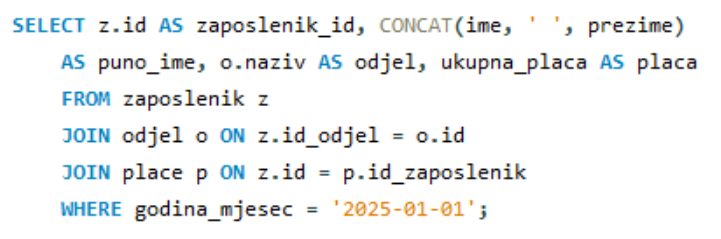 SELECT z.id AS zaposlenik_id, CONCAT(ime, ' ', prezime)
AS puno_ime, o.naziv AS odjel, ukupna_placa AS placa
FROM zaposlenik z
JOIN odjel o ON z.id_odjel = o.id
JOIN place p ON z.id = p.id_zaposlenik
WHERE godina_mjesec = '2025-01-01';